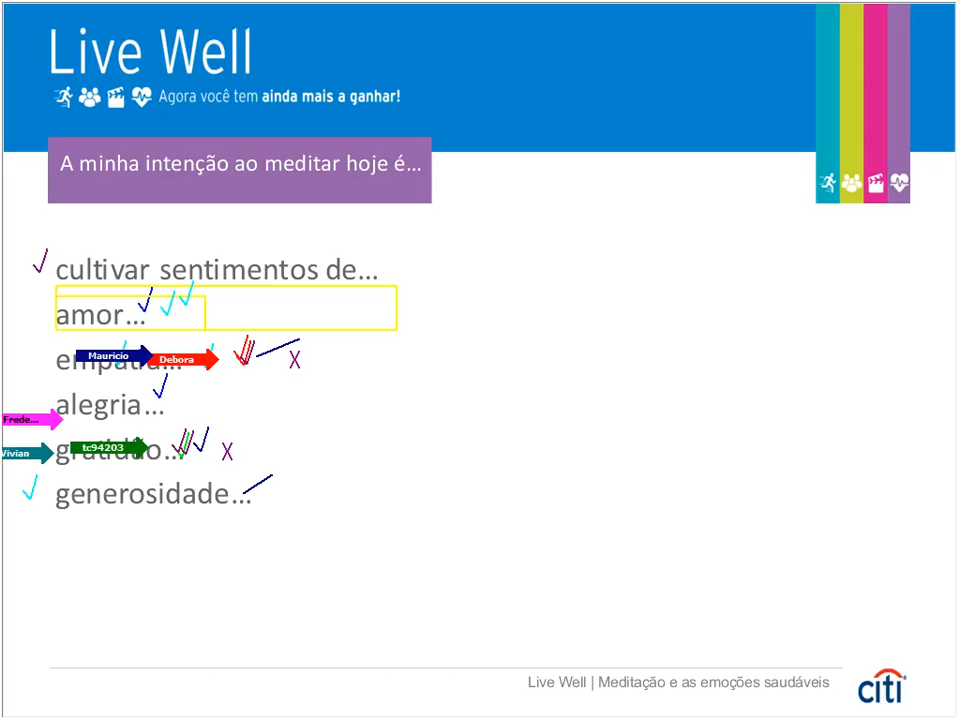 Live Well
Agora você tem ainda mais a ganhar!
A minha intenção ao meditar hoje é...
cultivar sentimentos de...
amor...
Mauricio
Debora
alegria...
Frede...
Vivian
tc94203
generosidade...
Live Well | Meditação e as emoções saudáveis
citi